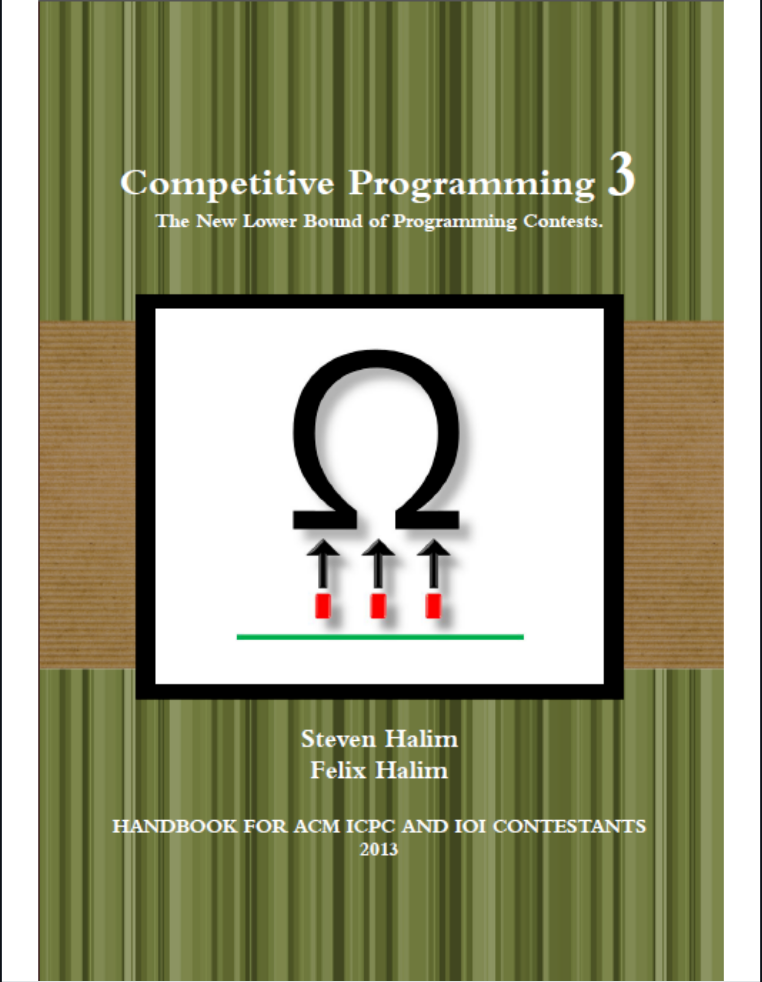 Competitive Programming 3
The New Lower Bound of Programming Contests.
Ω
Steven Halim
Felix Halim
HANDBOOK FOR ACM ICPC AND IOI CONTESTANTS
2013